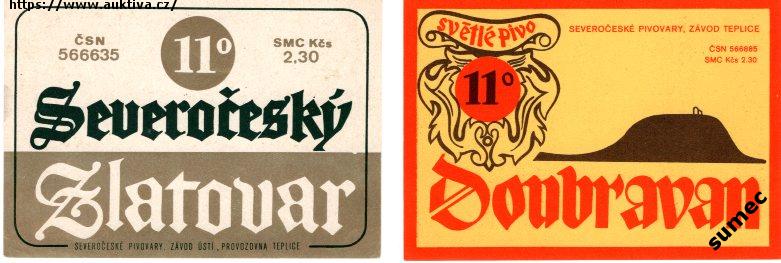 https://www.auktiva.cz/
ČSN
566635
11°
SMC Kčs
2,30
Severočeský
Zlatovar
SEVEROČESKÉ PIVOVARY, ZÁVOD ÚSTÍ, PROVOZOVNA TEPLICE
světlé pivo
11°
SEVEROČESKÉ PIVOVARY, ZÁVOD TEPLICE
ČSN 566685
SMC Kčs 2.30
Doubravan
sumec